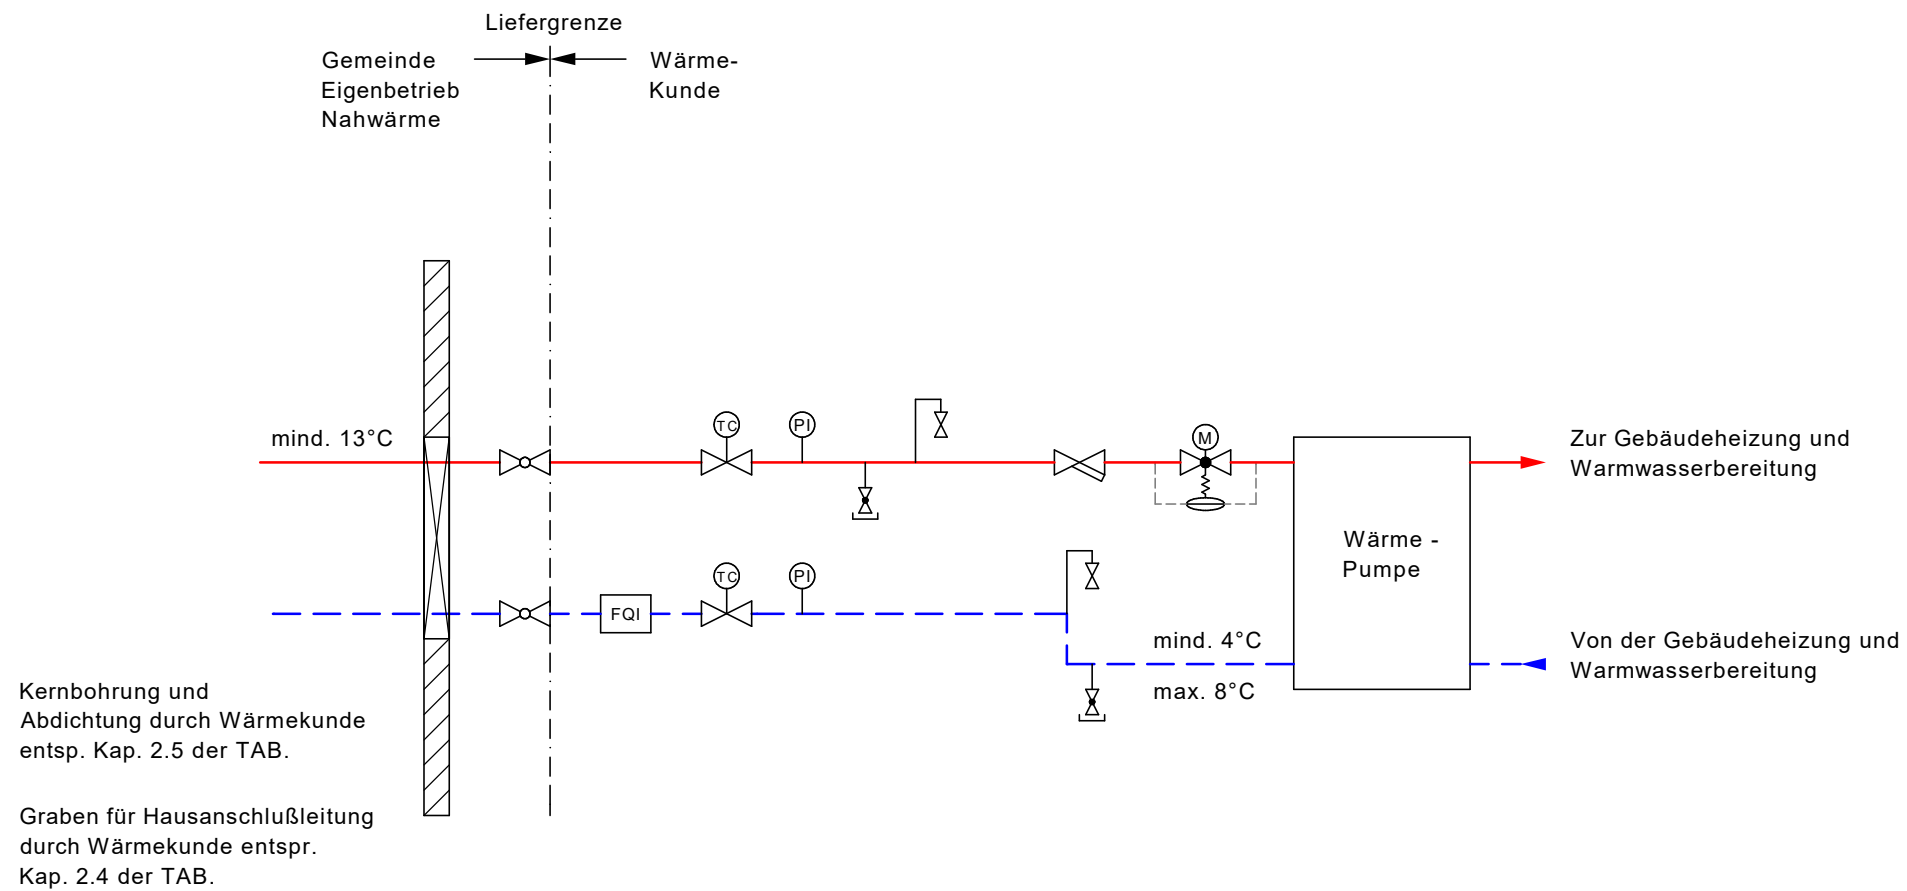 Liefergrenze
Gemeinde
Eigenbetrieb
Nahwärme
Wärme-
Kunde
mind. 13°C
TC
PI
M
Zur Gebäudeheizung und
Warmwasserbereitung
Wärme -
Pumpe
FQI
TC
PI
mind. 4°C
max. 8°C
Von der Gebäudeheizung und
Warmwasserbereitung
Kernbohrung und
Abdichtung durch Wärmekunde
entsp. Kap. 2.5 der TAB.
Graben für Hausanschlußleitung
durch Wärmekunde entspr.
Kap. 2.4 der TAB.